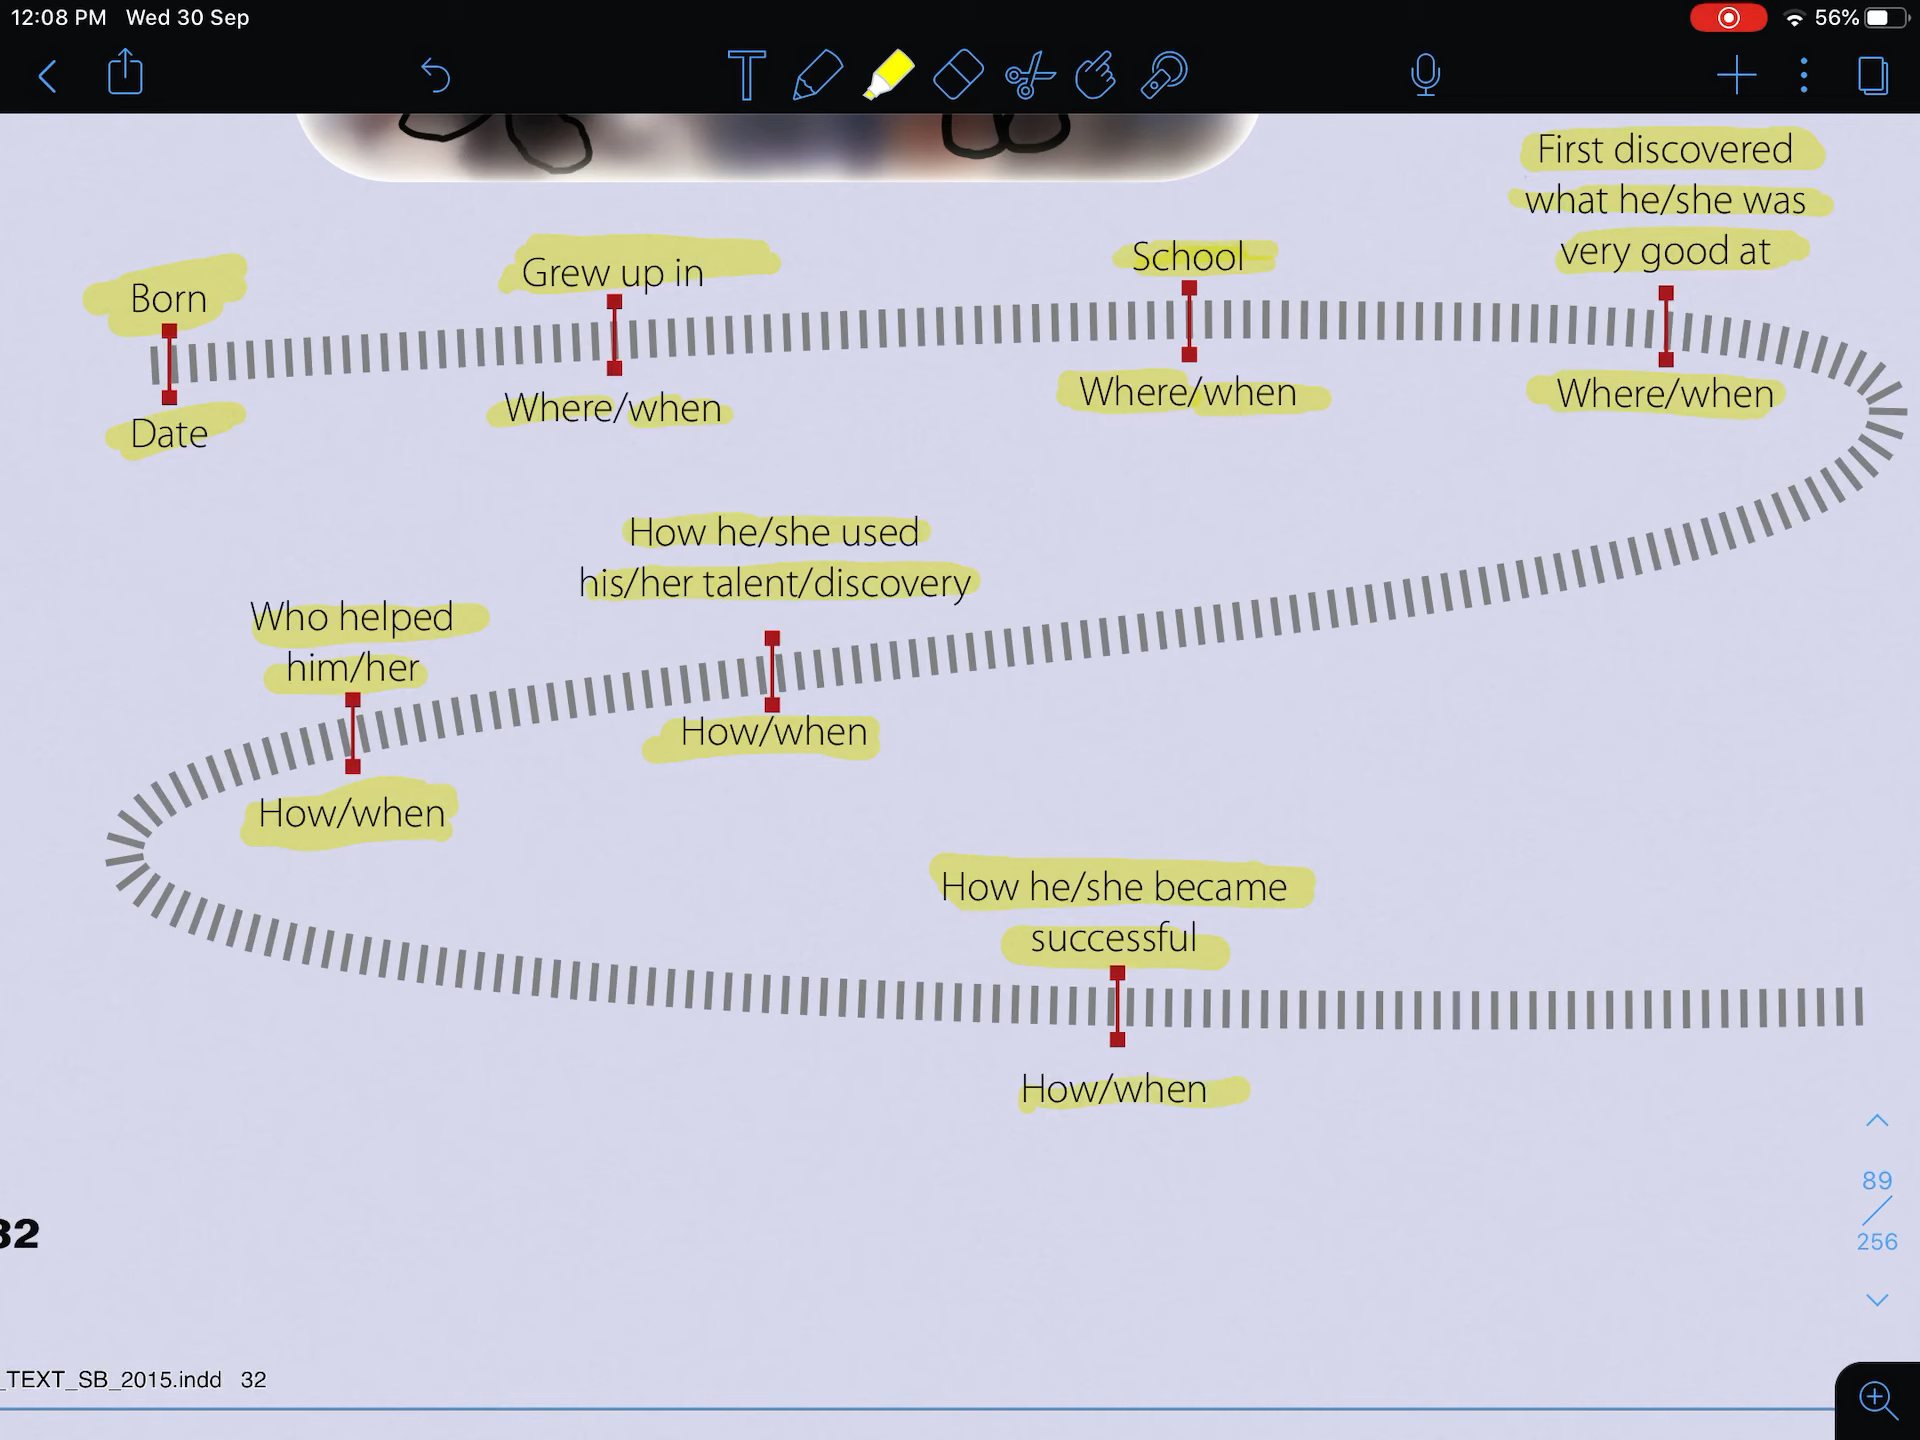 12:08 PM Wed 30 Sep
56%
First discovered
what he/she was
very good at
School
Grew up in
Born
Where/when
Where/when
Where/when
Date
How he/she used
his/her talent/discovery
Who helped
him/her
How/when
How/when
How he/she became
successful
How/when
89
256
32
_TEXT_SB_2015.indd 32